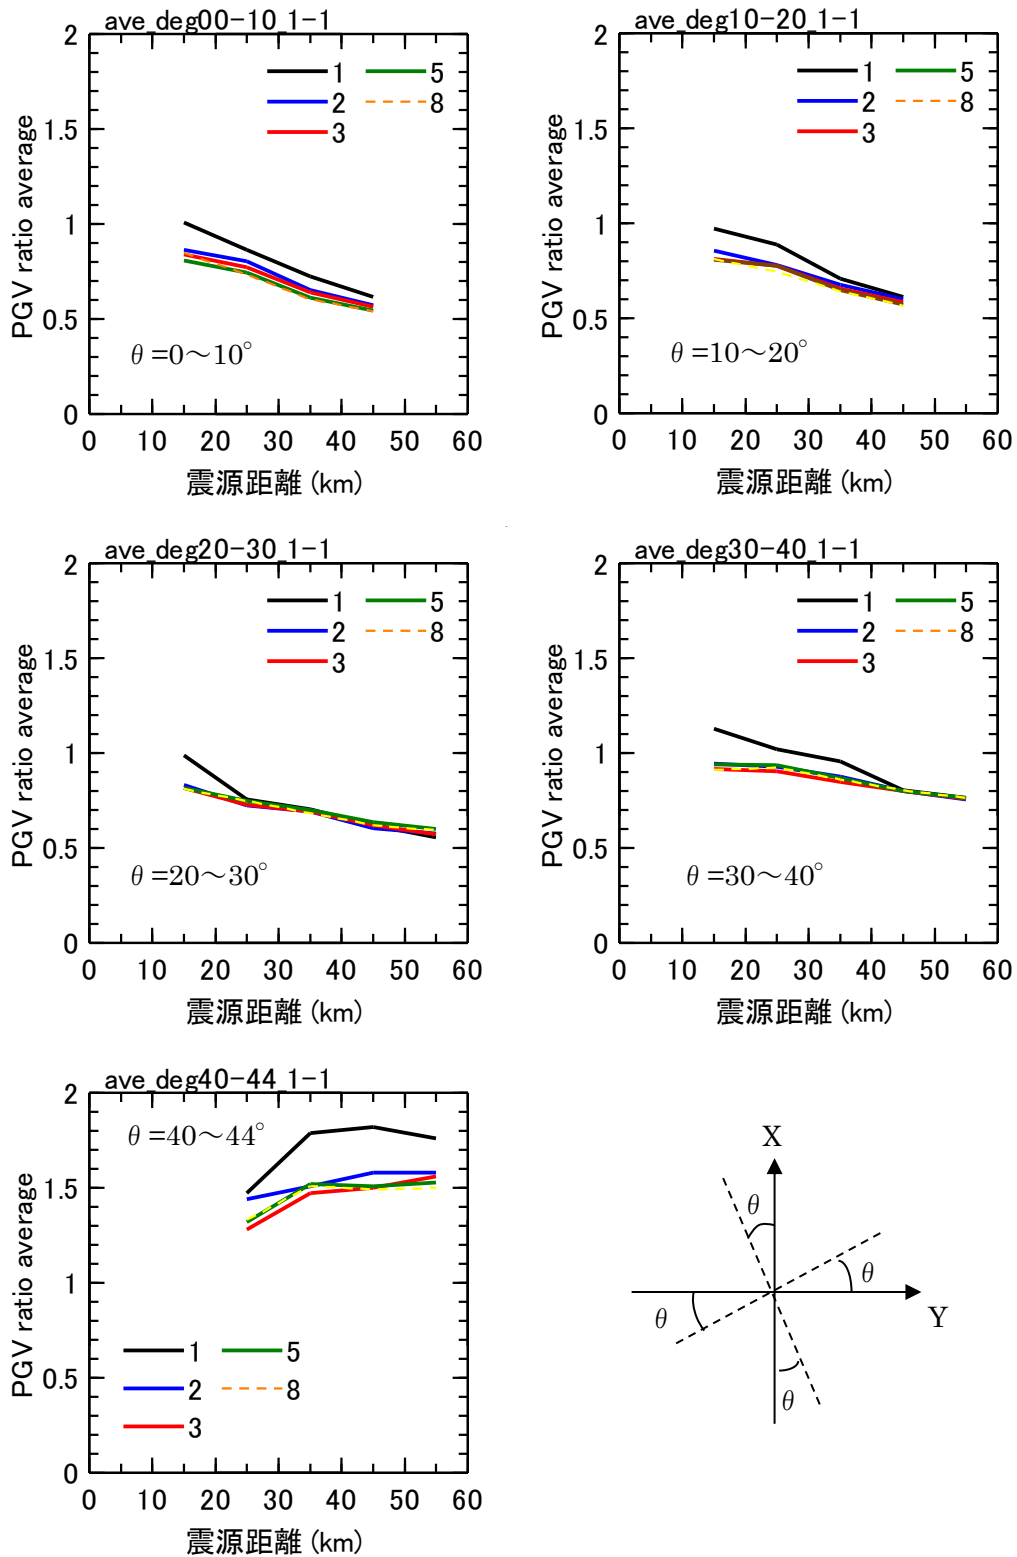 ave_deg00-10_1-1
2
1.5
1
0.5
0
PGV ratio average
1
2
3
5
8
θ=0～10°
0 10 20 30 40 50 60
震源距離 (km)
ave_deg10-20_1-1
2
1.5
1
0.5
0
PGV ratio average
1
2
3
5
8
θ=10～20°
0 10 20 30 40 50 60
震源距離 (km)
ave_deg20-30_1-1
2
1.5
1
0.5
0
PGV ratio average
1
2
3
5
8
θ=20～30°
0 10 20 30 40 50 60
震源距離 (km)
ave_deg30-40_1-1
2
1.5
1
0.5
0
PGV ratio average
1
2
3
5
8
θ=30～40°
0 10 20 30 40 50 60
震源距離 (km)
ave_deg40-44_1-1
2
1.5
1
0.5
0
PGV ratio average
θ=40～44°
1
2
3
5
8
0 10 20 30 40 50 60
震源距離 (km)
X
θ
θ
θ
Y
θ